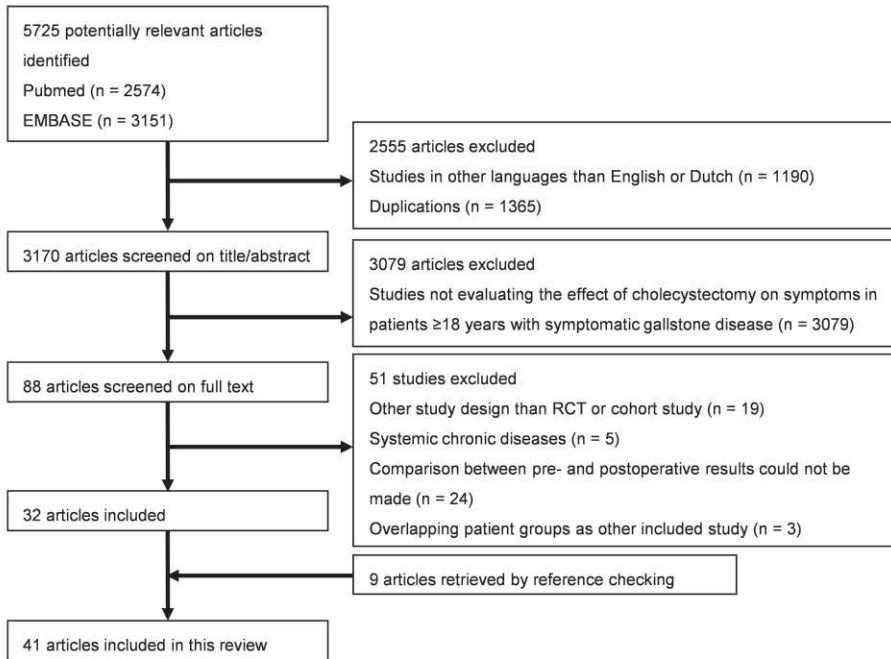 5725 potentially relevant articles
identified
Pubmed (n = 2574)
EMBASE (n = 3151)
2555 articles excluded
Studies in other languages than English or Dutch (n = 1190)
Duplications (n = 1365)
3170 articles screened on title/abstract
3079 articles excluded
Studies not evaluating the effect of cholecystectomy on symptoms in
patients ≥18 years with symptomatic gallstone disease (n = 3079)
88 articles screened on full text
51 studies excluded
Other study design than RCT or cohort study (n = 19)
Systemic chronic diseases (n = 5)
Comparison between pre- and postoperative results could not be
made (n = 24)
Overlapping patient groups as other included study (n = 3)
32 articles included
9 articles retrieved by reference checking
41 articles included in this review